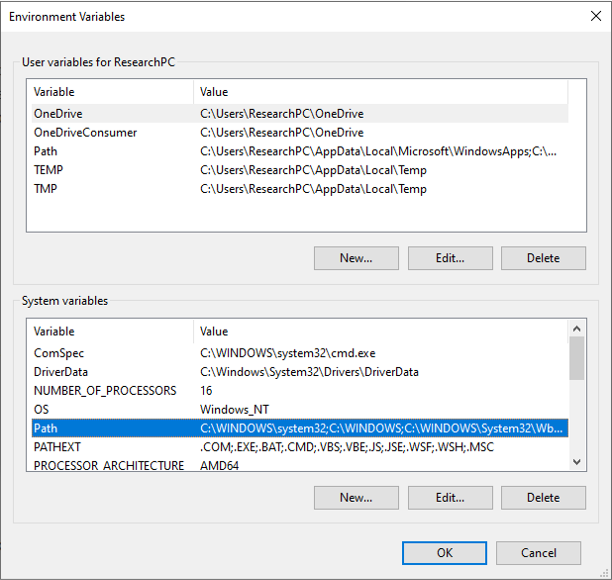 Environment Variables
User variables for ResearchPC
Variable Value
OneDrive C:\Users\ResearchPC\OneDrive
OneDriveConsumer C:\Users\ResearchPC\OneDrive
Path C:\Users\ResearchPC\AppData\Local\Microsoft\WindowsApps;C:\...
TEMP C:\Users\ResearchPC\AppData\Local\Temp
TMP C:\Users\ResearchPC\AppData\Local\Temp
New... Edit... Delete
System variables
Variable Value
ComSpec C:\WINDOWS\system32\cmd.exe
DriverData C:\Windows\System32\Drivers\DriverData
NUMBER_OF_PROCESSORS 16
OS Windows_NT
Path C:\WINDOWS\system32;C:\WINDOWS;C:\WINDOWS\System32\Wb...
PATHEXT .COM;.EXE;.BAT;.CMD;.VBS;.VBE;.JS;.JSE;.WSF;.WSH;.MSC
PROCESSOR_ARCHITECTURE AMD64
New... Edit... Delete
OK Cancel